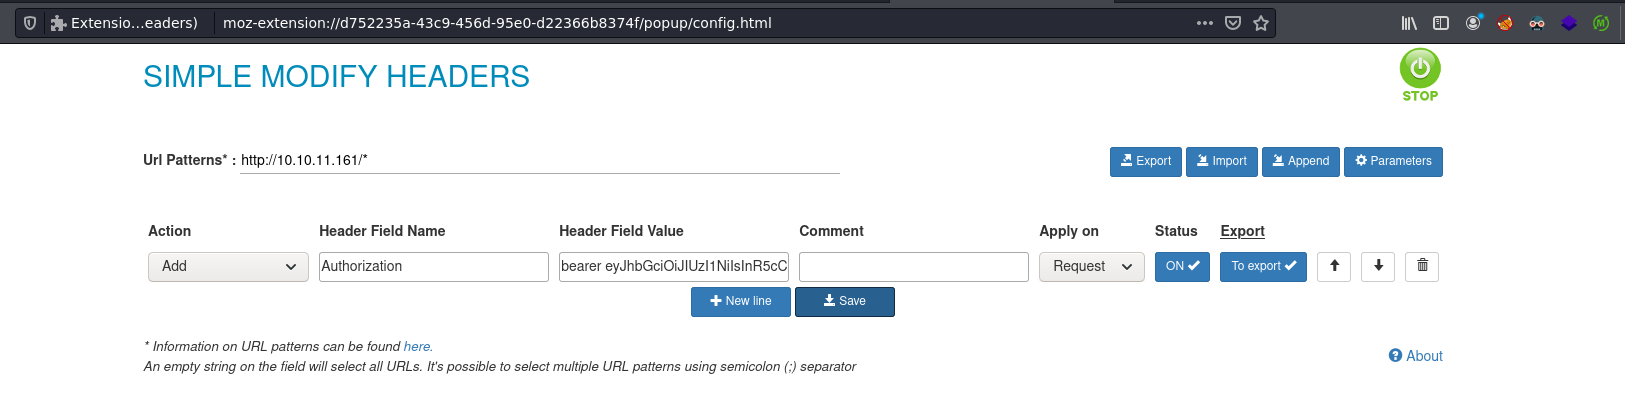 Extensio...eaders)
moz-extension://d752235a-43c9-456d-95e0-d22366b8374f/popup/config.html
SIMPLE MODIFY HEADERS
STOP
Url Patterns* : http://10.10.11.161/*
Export Import Append Parameters
Action Header Field Name Header Field Value Comment Apply on Status Export
Add Authorization bearer eyJhbGciOiJIUzI1NiIsInR5cC Request ON To export
New line Save
* Information on URL patterns can be found here.
An empty string on the field will select all URLs. It's possible to select multiple URL patterns using semicolon (;) separator
About